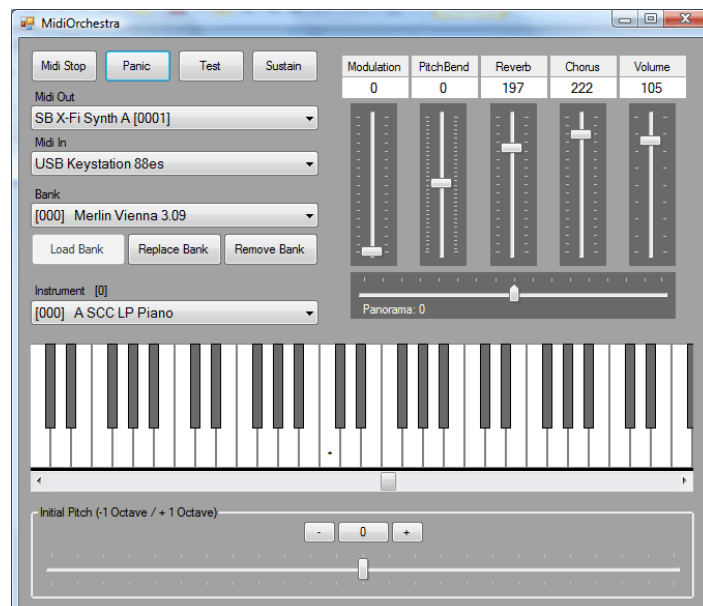 MidiOrchestra
Midi Stop
Panic
Test
Sustain
Midi Out
SB X-Fi Synth A [0001]
Midi In
USB Keystation 88es
Bank
[000] Merlin Vienna 3.09
Load Bank
Replace Bank
Remove Bank
Instrument [0]
[000] A SCC LP Piano
Modulation
PitchBend
Reverb
Chorus
Volume
0
0
197
222
105
Panorama: 0
Initial Pitch (-1 Octave / + 1 Octave)
-
0
+